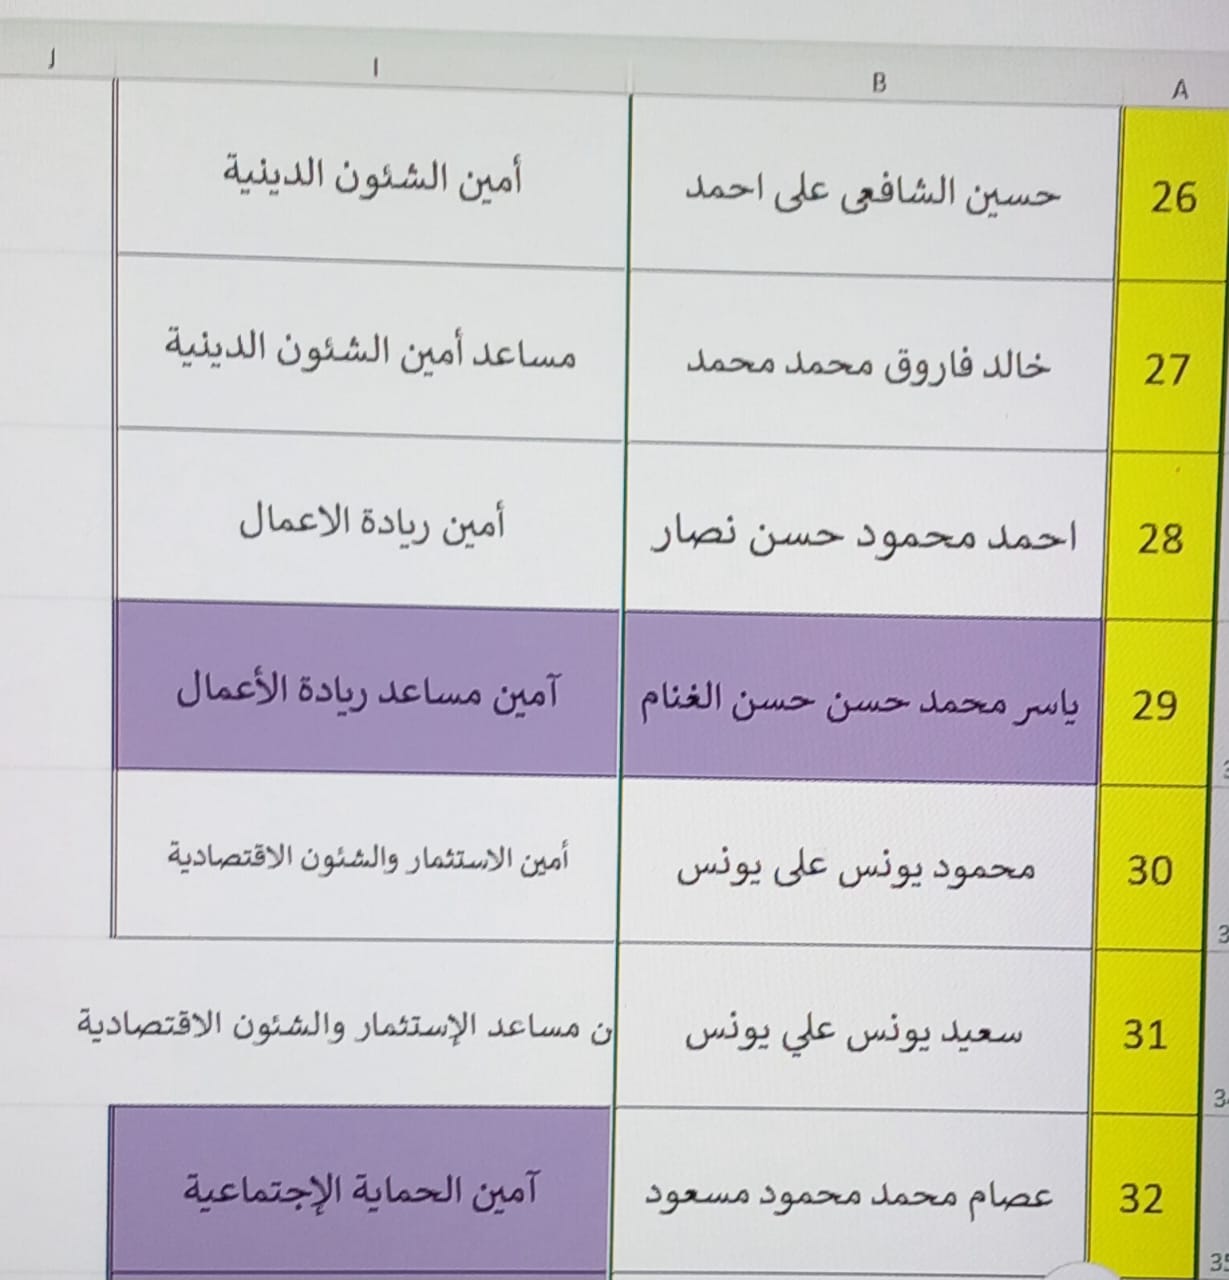 A B I J
26 حسين الشافعى على احمد أمين الشئون الدينية
27 خالد فاروق محمد محمد مساعد أمين الشئون الدينية
28 احمد محمود حسن نصار أمين ريادة الاعمال
29 ياسر محمد حسن حسن الغنام آمين مساعد ريادة الأعمال
30 محمود يونس على يونس أمين الاستثمار والشئون الاقتصادية
31 سعيد يونس علي يونس ن مساعد الإستثمار والشئون الاقتصادية
32 عصام محمد محمود مسعود آمين الحماية الإجتماعية